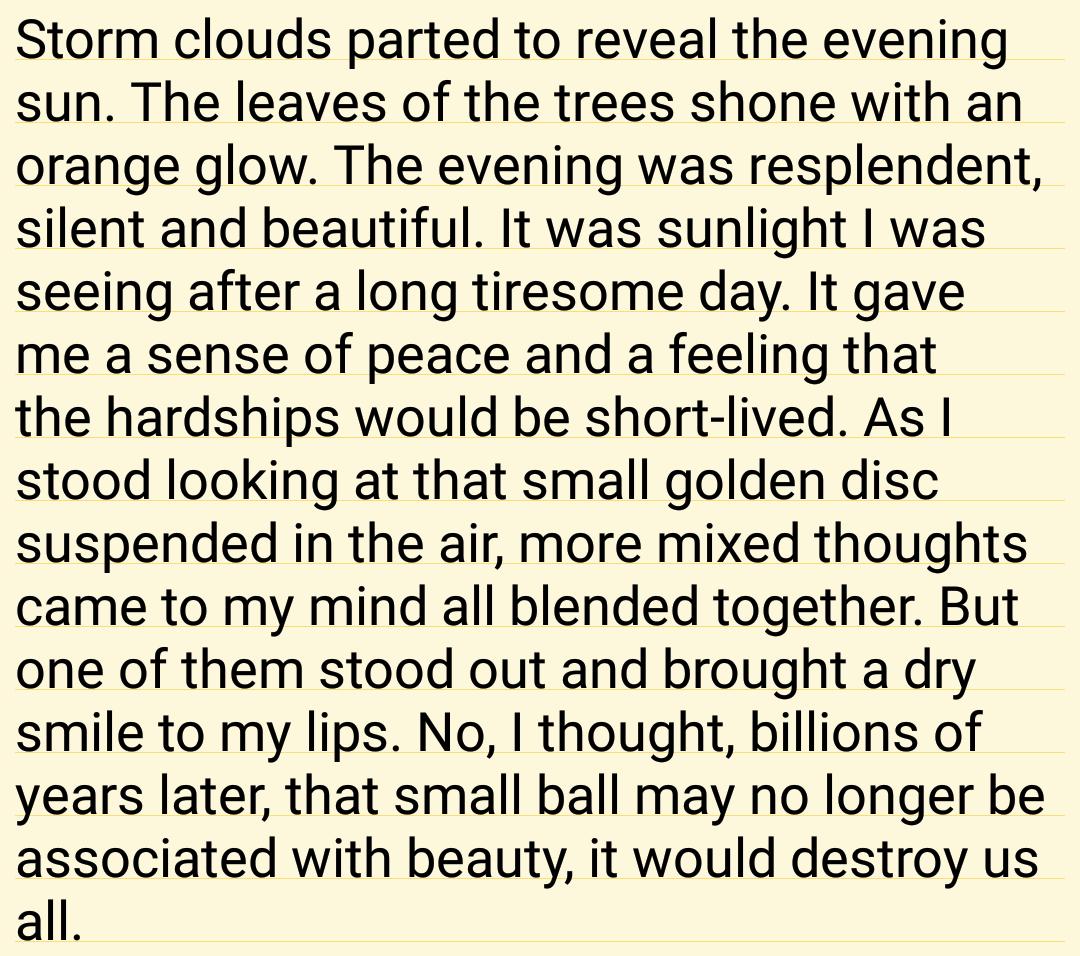 Storm clouds parted to reveal the evening
sun. The leaves of the trees shone with an
orange glow. The evening was resplendent,
silent and beautiful. It was sunlight I was
seeing after a long tiresome day. It gave
me a sense of peace and a feeling that
the hardships would be short-lived. As I
stood looking at that small golden disc
suspended in the air, more mixed thoughts
came to my mind all blended together. But
one of them stood out and brought a dry
smile to my lips. No, I thought, billions of
years later, that small ball may no longer be
associated with beauty, it would destroy us
all.